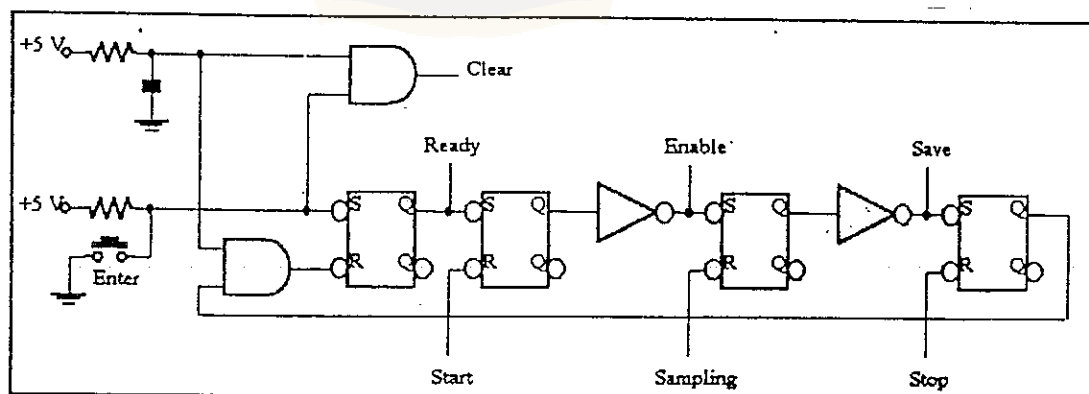 +5 V
Clear
Ready
Enable
Save
+5 V
S Q
S Q
S Q
S Q
R Q
R Q
R Q
R Q
Enter
Start
Sampling
Stop